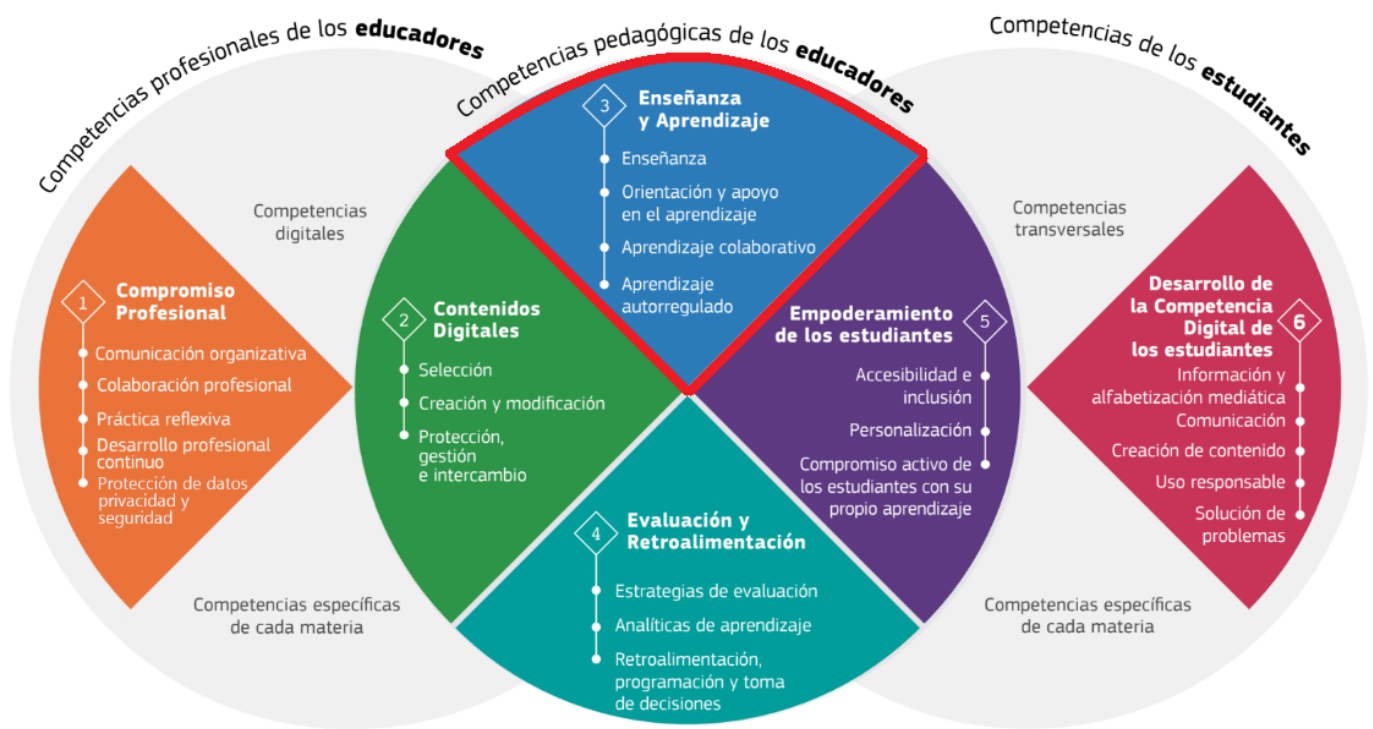 Competencias profesionales de los educadores
Competencias pedagógicas de los educadores
Competencias de los estudiantes
Competencias
digitales
Competencias específicas
de cada materia
1
Compromiso
Profesional
Comunicación organizativa
Colaboración profesional
Práctica reflexiva
Desarrollo profesional
continuo
Protección de datos
privacidad y
seguridad
2
Contenidos
Digitales
Selección
Creación y modificación
Protección,
gestión
e intercambio
3
Enseñanza
y Aprendizaje
Enseñanza
Orientación y apoyo
en el aprendizaje
Aprendizaje colaborativo
Aprendizaje
autorregulado
4
Evaluación y
Retroalimentación
Estrategias de evaluación
Analíticas de aprendizaje
Retroalimentación,
programación y toma
de decisiones
5
Empoderamiento
de los estudiantes
Accesibilidad e
inclusión
Personalización
Compromiso activo de
los estudiantes con su
propio aprendizaje
Competencias
transversales
Competencias específicas
de cada materia
6
Desarrollo de
la Competencia
Digital de
los estudiantes
Información y
alfabetización mediática
Comunicación
Creación de contenido
Uso responsable
Solución de
problemas